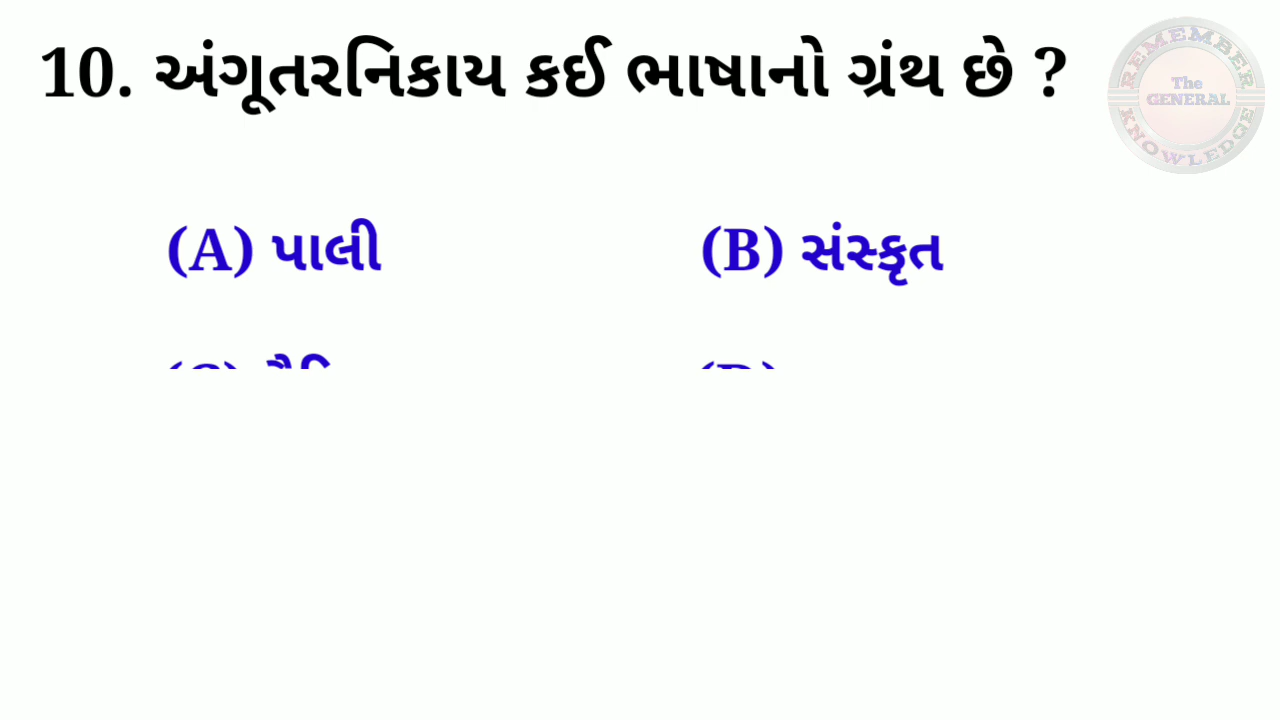 10. અંગૂતરનિકાય કઈ ભાષાનો ગ્રંથ છે ?
REMEMBER
The
GENERAL
KNOWLEDGE
(A) પાલી
(B) સંસ્કૃત